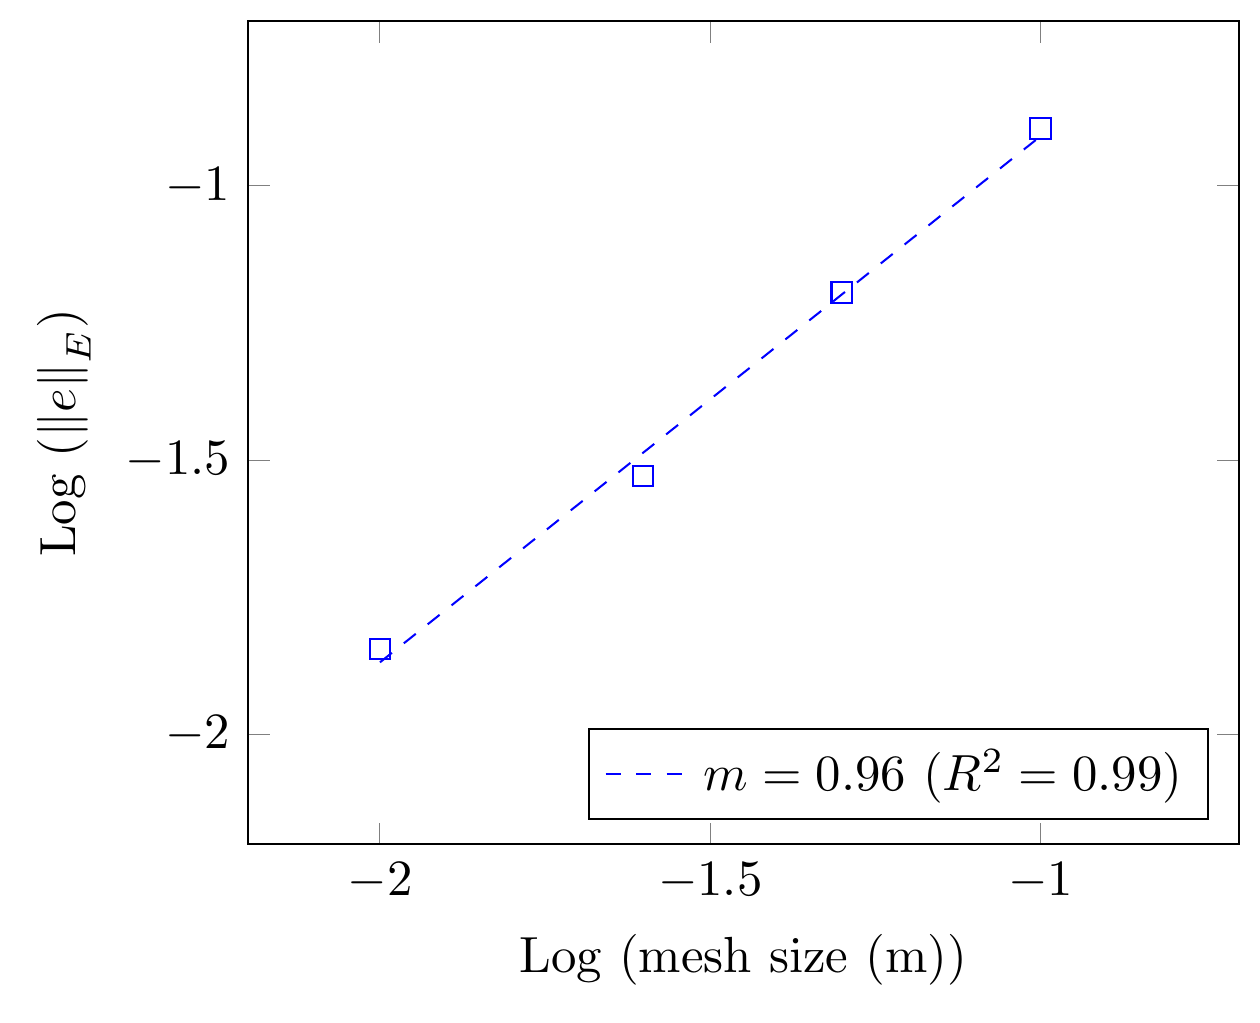 −1
−1.5
−2
Log (‖e‖_E)
m = 0.96 (R² = 0.99)
−2 −1.5 −1
Log (mesh size (m))